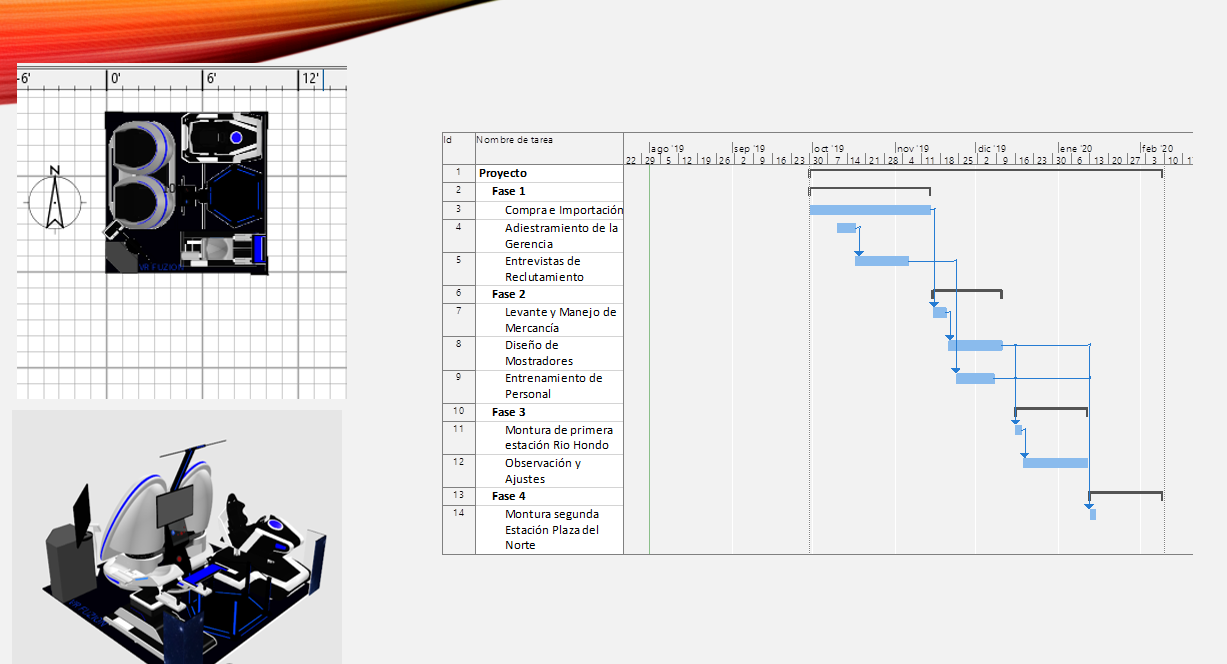 -6' 0' 6' 12'
N
VR FUZION
Id Nombre de tarea
ago '19 sep '19 oct '19 nov '19 dic '19 ene '20 feb '20
22 29 5 12 19 26 2 9 16 23 30 7 14 21 28 4 11 18 25 2 9 16 23 30 6 13 20 27 3 10
1 Proyecto
2 Fase 1
3 Compra e Importación
4 Adiestramiento de la
Gerencia
5 Entrevistas de
Reclutamiento
6 Fase 2
7 Levante y Manejo de
Mercancía
8 Diseño de
Mostradores
9 Entrenamiento de
Personal
10 Fase 3
11 Montura de primera
estación Rio Hondo
12 Observación y
Ajustes
13 Fase 4
14 Montura segunda
Estación Plaza del
Norte
VR FUZION